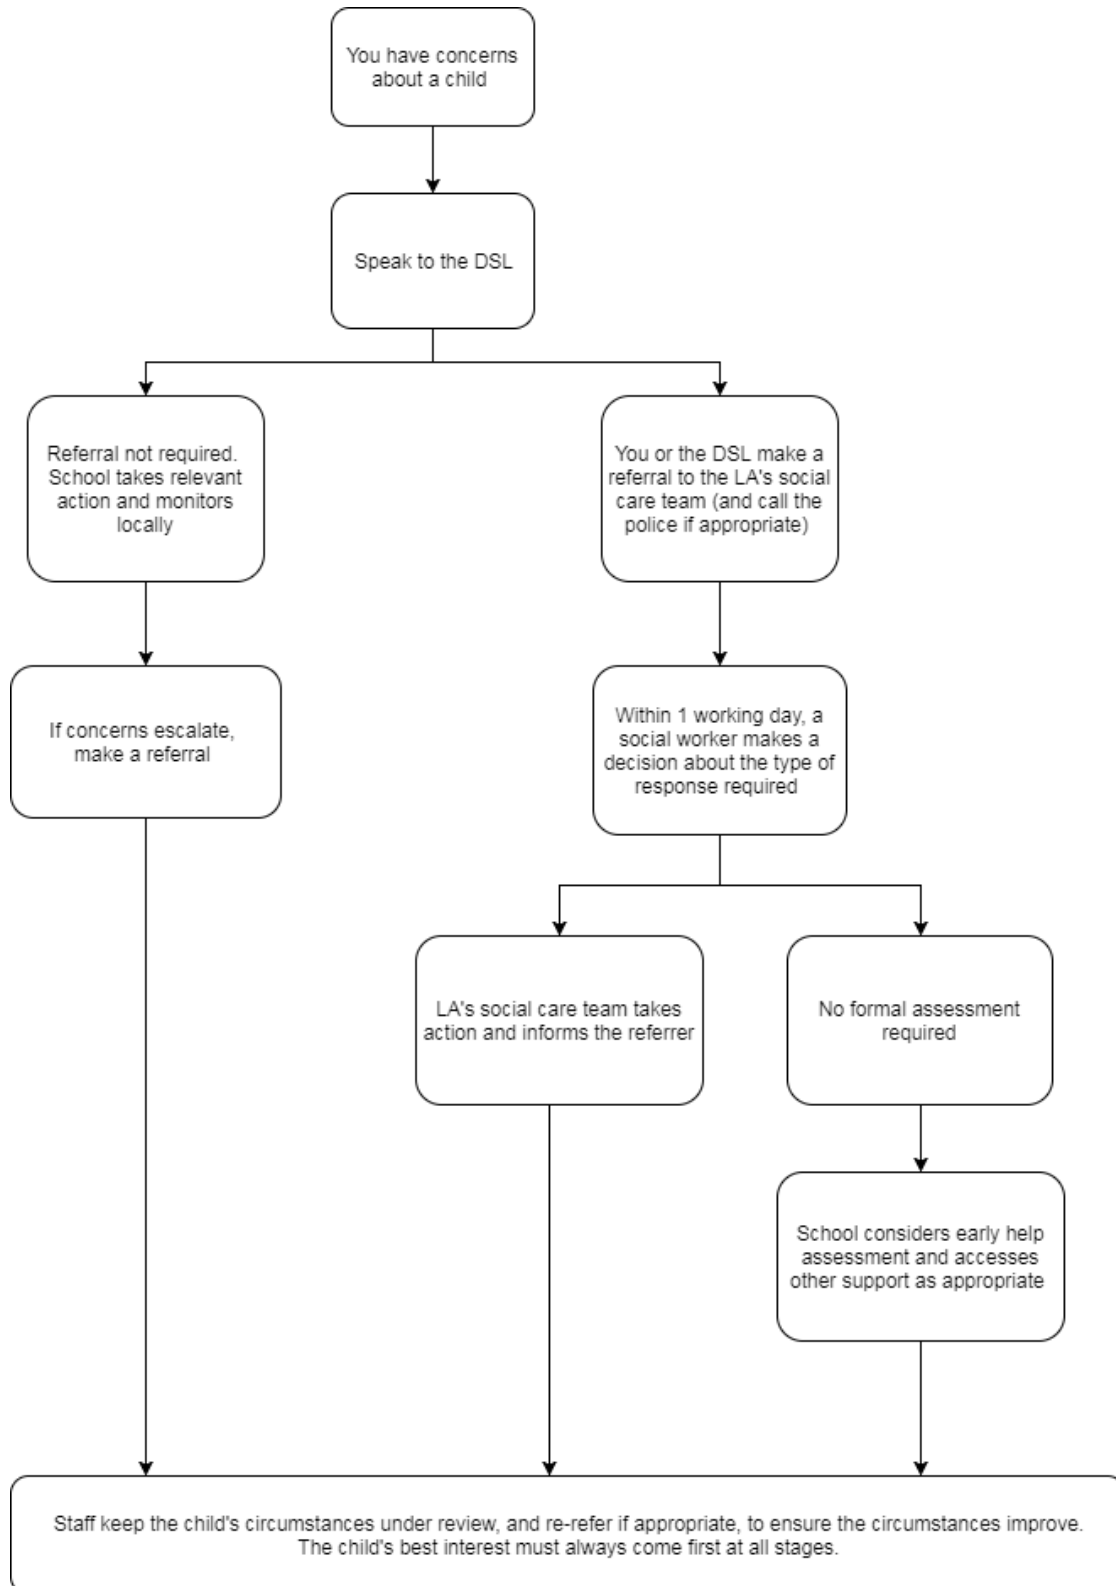 You have concerns
about a child
Speak to the DSL
Referral not required.
School takes relevant
action and monitors
locally
You or the DSL make a
referral to the LA's social
care team (and call the
police if appropriate)
If concerns escalate,
make a referral
Within 1 working day, a
social worker makes a
decision about the type of
response required
LA's social care team takes
action and informs the referrer
No formal assessment
required
School considers early help
assessment and accesses
other support as appropriate
Staff keep the child's circumstances under review, and re-refer if appropriate, to ensure the circumstances improve.
The child's best interest must always come first at all stages.